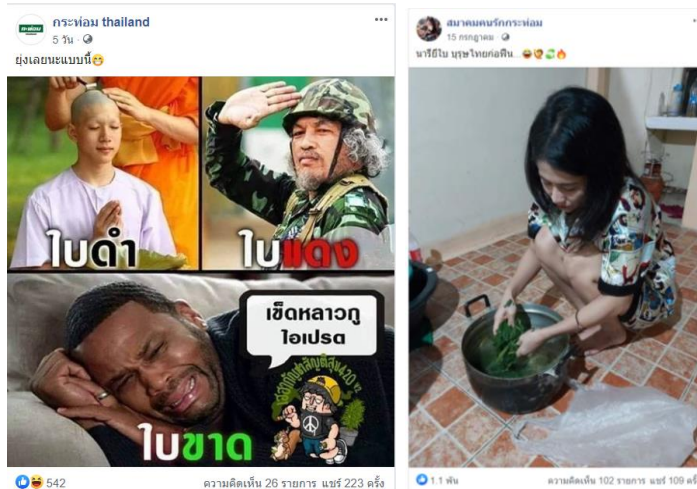 กระท่อม thailand
5 วัน
ยุ่งเลยนะแบบนี้
ใบดำ
ใบแดง
เข็ดหลาวกู
ไอเปรต
ใบขาด
542
ความคิดเห็น 26 รายการ แชร์ 223 ครั้ง
สมาคมคนรักกระท่อม
15 กรกฎาคม
นารียีใบ บุรุษไทยก่อฟืน...
1.1 พัน
ความคิดเห็น 102 รายการ แชร์ 109 ครั้ง